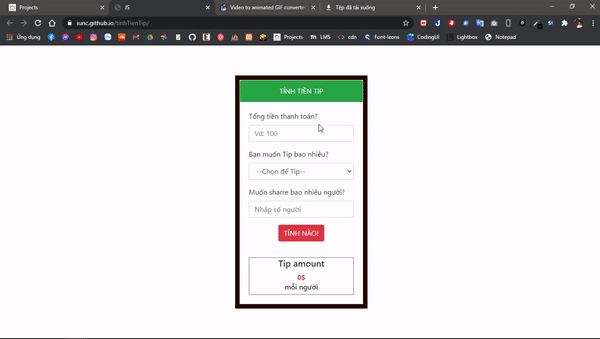 Projects
JS
Video to animated GIF converter
Tệp đã tải xuống
iunc.github.io/tinhTienTip/
Ứng dụng
Projects
LMS
cdn
Font-Icons
CodingUI
Lightbox
Notepad
TÍNH TIỀN TIP
Tổng tiền thanh toán?
Vd: 100
Bạn muốn Tip bao nhiêu?
--Chọn để Tip--
Muốn sharre bao nhiêu người?
Nhập số người
TÍNH NÀO!
Tip amount
0$
mỗi người